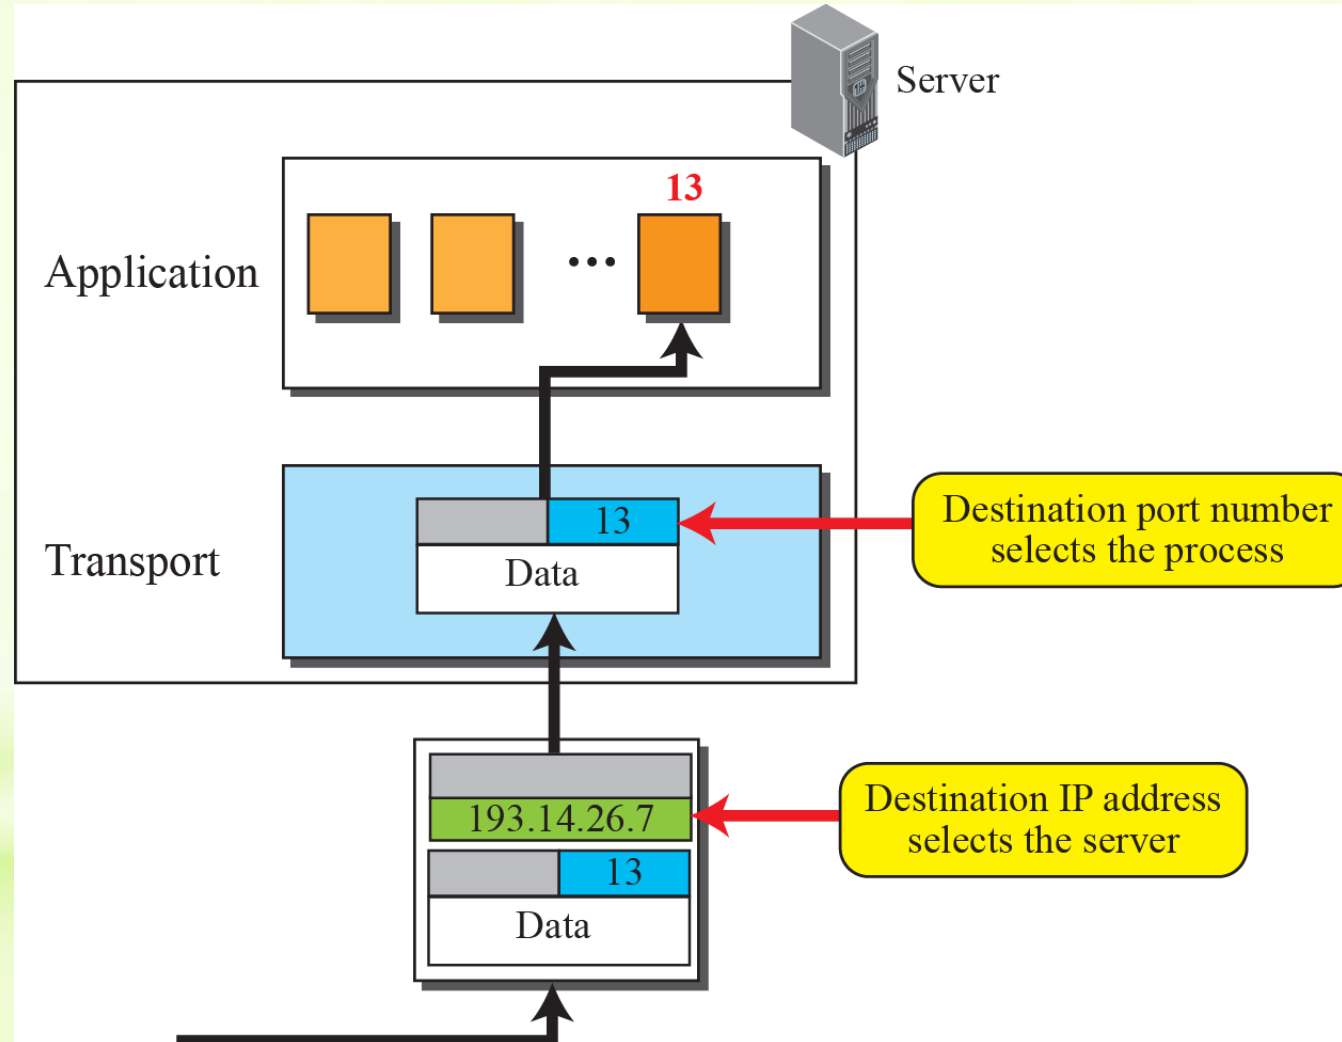 Server
13
Application
...
13
Data
Transport
Destination port number
selects the process
193.14.26.7
Destination IP address
selects the server
13
Data